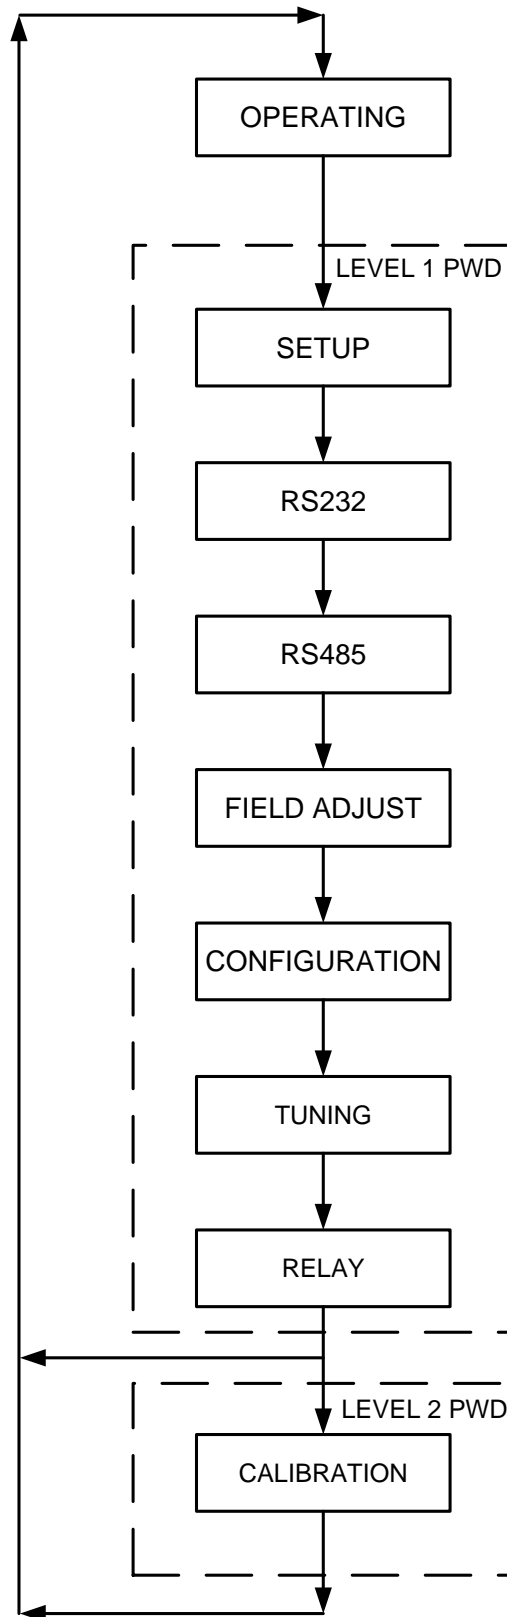 OPERATING
LEVEL 1 PWD
SETUP
RS232
RS485
FIELD ADJUST
CONFIGURATION
TUNING
RELAY
LEVEL 2 PWD
CALIBRATION